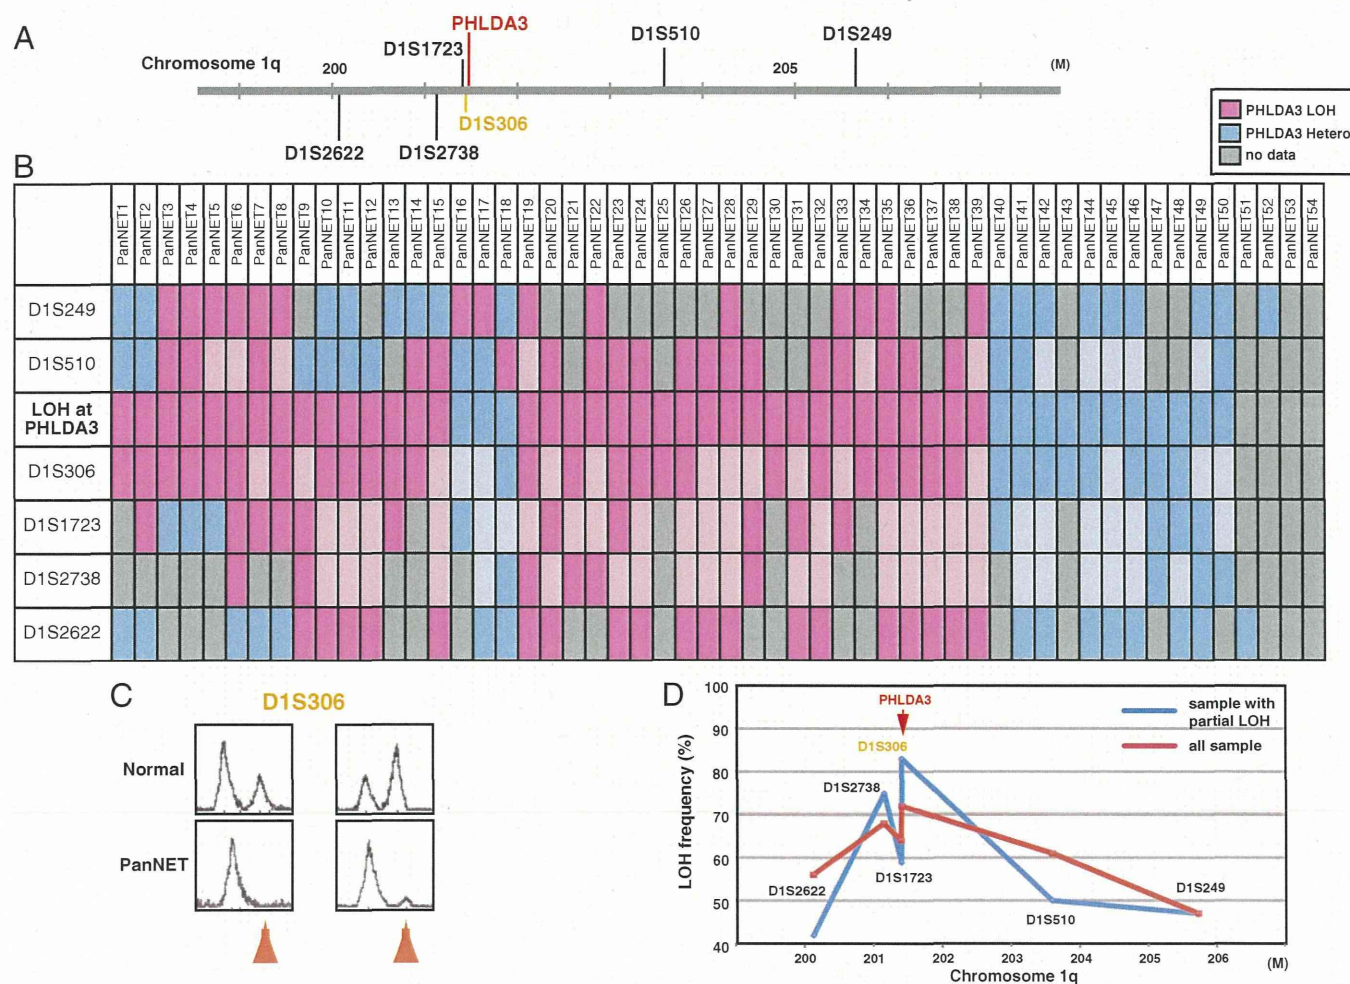 A
PHLDA3
D1S1723
D1S510
D1S249
Chromosome 1q
200
205
(M)
D1S306
D1S2622
D1S2738
PHLDA3 LOH
PHLDA3 Hetero
no data
B
PanNET1
PanNET2
PanNET3
PanNET4
PanNET5
PanNET6
PanNET7
PanNET8
PanNET9
PanNET10
PanNET11
PanNET12
PanNET13
PanNET14
PanNET15
PanNET16
PanNET17
PanNET18
PanNET19
PanNET20
PanNET21
PanNET22
PanNET23
PanNET24
PanNET25
PanNET26
PanNET27
PanNET28
PanNET29
PanNET30
PanNET31
PanNET32
PanNET33
PanNET34
PanNET35
PanNET36
PanNET37
PanNET38
PanNET39
PanNET40
PanNET41
PanNET42
PanNET43
PanNET44
PanNET45
PanNET46
PanNET47
PanNET48
PanNET49
PanNET50
PanNET51
PanNET52
PanNET53
PanNET54
D1S249
D1S510
LOH at
PHLDA3
D1S306
D1S1723
D1S2738
D1S2622
C
D1S306
Normal
PanNET
D
LOH frequency (%)
100
90
80
70
60
50
40
PHLDA3
D1S306
D1S2738
D1S2622
D1S1723
D1S510
D1S249
sample with
partial LOH
all sample
200
201
202
203
204
205
206
(M)
Chromosome 1q